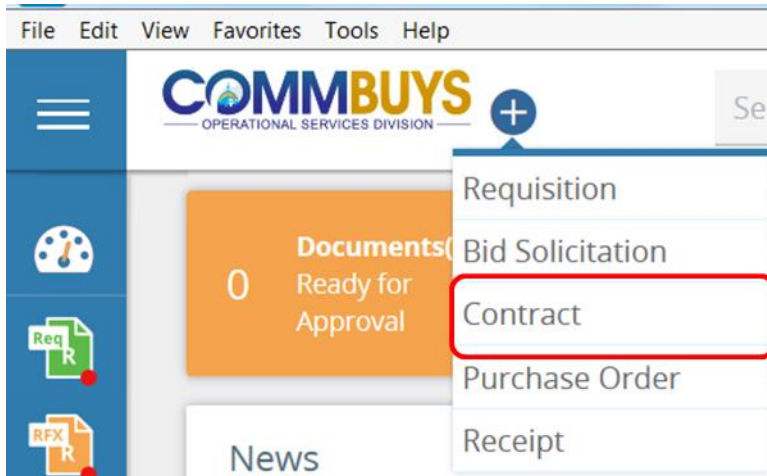 File Edit View Favorites Tools Help
COMMBUYS
OPERATIONAL SERVICES DIVISION
Se
Requisition
Bid Solicitation
Contract
Purchase Order
Receipt
0
Documents(
Ready for
Approval
Req
R
RFX
R
News